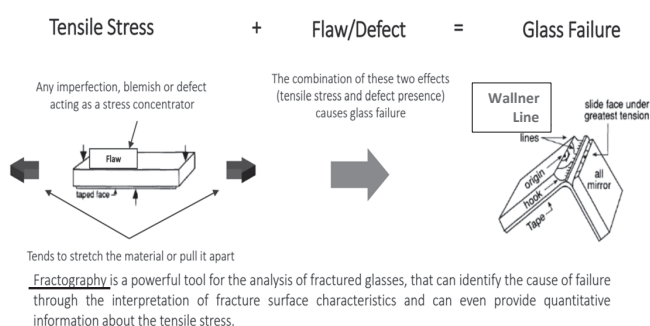 Tensile Stress + Flaw/Defect = Glass Failure
Any imperfection, blemish or defect
acting as a stress concentrator
Flaw
taped face
Tends to stretch the material or pull it apart
The combination of these two effects
(tensile stress and defect presence)
causes glass failure
Wallner
Line
lines
slide face under
greatest tension
origin
hook
Tape
all
mirror
Fractography is a powerful tool for the analysis of fractured glasses, that can identify the cause of failure
through the interpretation of fracture surface characteristics and can even provide quantitative
information about the tensile stress.